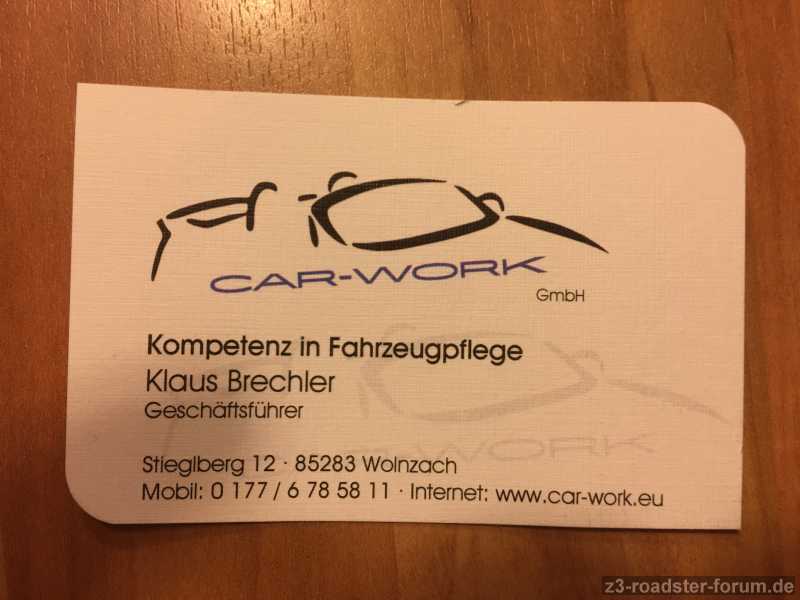 CAR-WORK
GmbH
Kompetenz in Fahrzeugpflege
Klaus Brechler
Geschäftsführer
Stieglberg 12 · 85283 Wolnzach
Mobil: 0 177 / 6 78 58 11 · Internet: www.car-work.eu
z3-roadster-forum.de